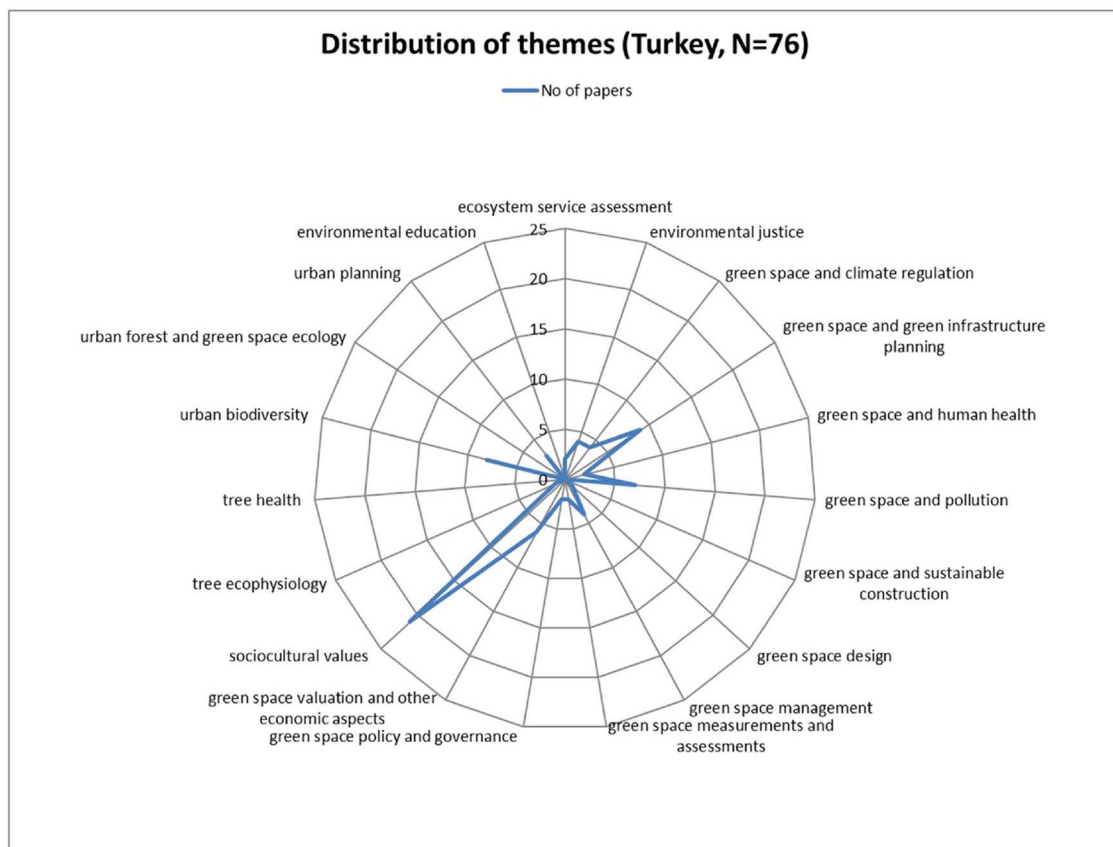 Distribution of themes (Turkey, N=76)
No of papers
ecosystem service assessment
environmental justice
green space and climate regulation
green space and green infrastructure
planning
green space and human health
green space and pollution
green space and sustainable
construction
green space design
green space management
green space measurements and
assessments
green space policy and governance
green space valuation and other
economic aspects
sociocultural values
tree ecophysiology
tree health
urban biodiversity
urban forest and green space ecology
urban planning
environmental education
25
20
15
10
5
0